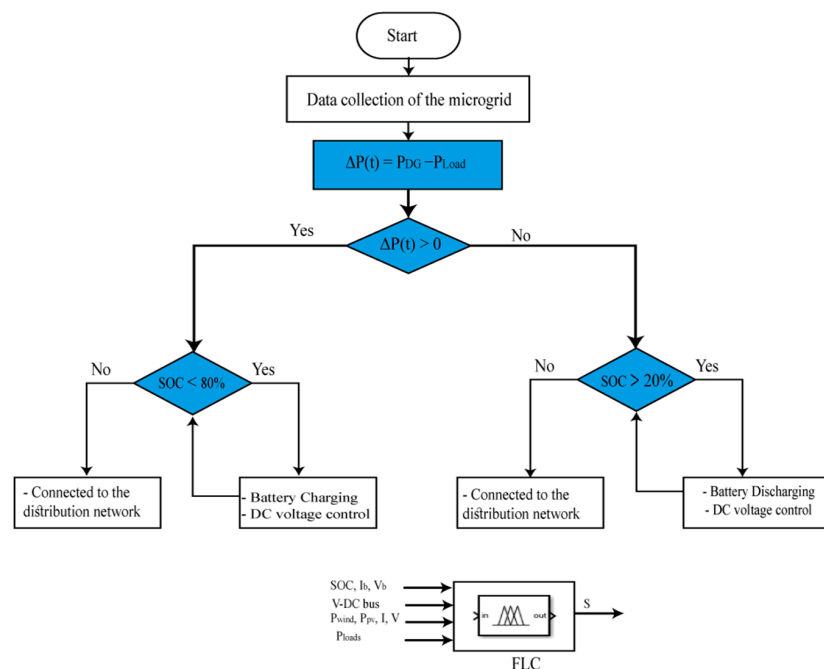 Start
Data collection of the microgrid
ΔP(t) = PDG –PLoad
ΔP(t) > 0
Yes
No
SOC < 80%
No
Yes
SOC > 20%
No
Yes
- Connected to the
distribution network
- Battery Charging
- DC voltage control
- Connected to the
distribution network
- Battery Discharging
- DC voltage control
SOC, Ib, Vb
V-DC bus
Pwind, Ppv, I, V
Ploads
in
out
S
FLC